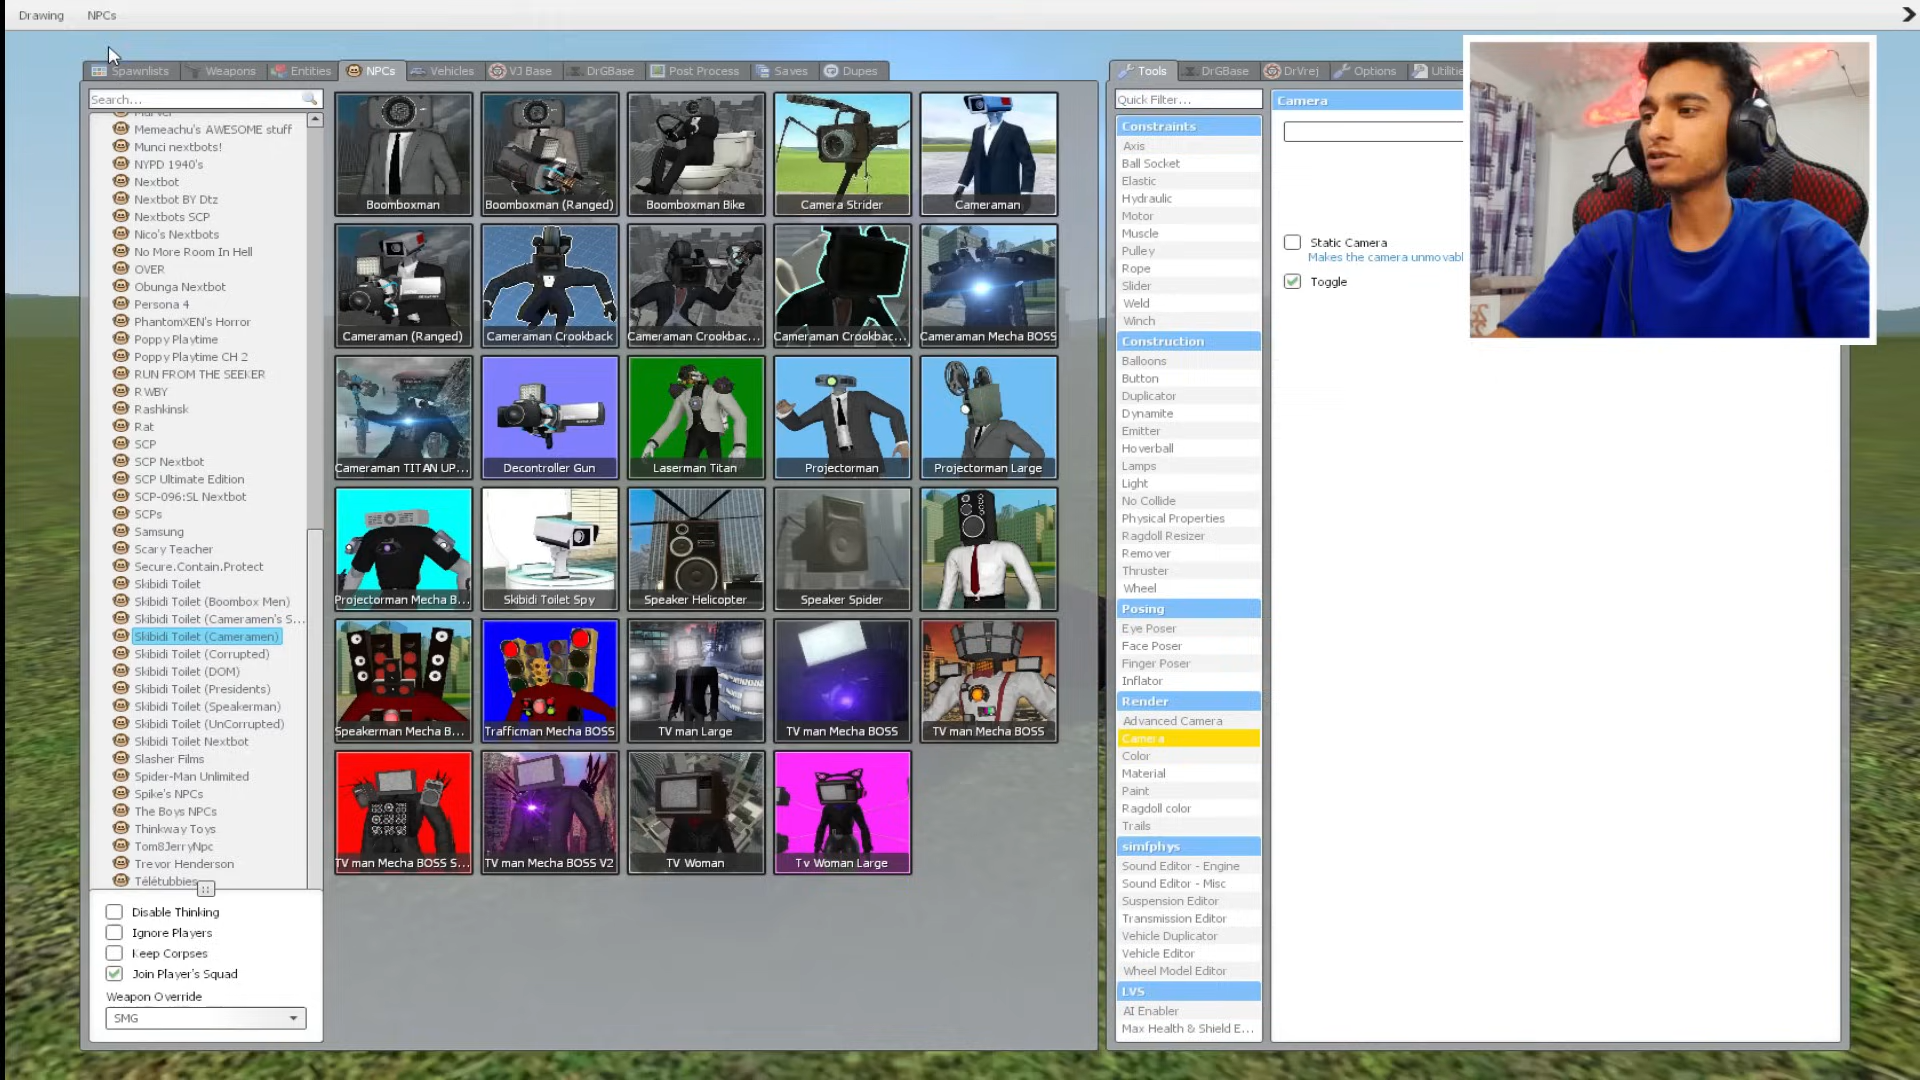 Drawing NPCs
Spawnlists Weapons Entities NPCs Vehicles VJ Base DrGBase Post Process Saves Dupes
Search...
Memeachu's AWESOME stuff
Munci nextbots!
NYPD 1940's
Nextbot
Nextbot BY Dtz
Nextbots SCP
Nico's Nextbots
No More Room In Hell
OVER
Obunga Nextbot
Persona 4
PhantomXEN's Horror
Poppy Playtime
Poppy Playtime CH 2
RUN FROM THE SEEKER
RWBY
Rashkinsk
Rat
SCP
SCP Nextbot
SCP Ultimate Edition
SCP-096:SL Nextbot
SCPs
Samsung
Scary Teacher
Secure.Contain.Protect
Skibidi Toilet
Skibidi Toilet (Boombox Men)
Skibidi Toilet (Cameramen's S...
Skibidi Toilet (Cameramen)
Skibidi Toilet (Corrupted)
Skibidi Toilet (DOM)
Skibidi Toilet (Presidents)
Skibidi Toilet (Speakerman)
Skibidi Toilet (UnCorrupted)
Skibidi Toilet Nextbot
Slasher Films
Spider-Man Unlimited
Spike's NPCs
The Boys NPCs
Thinkway Toys
Tom&JerryNpc
Trevor Henderson
Télétubbies
Disable Thinking
Ignore Players
Keep Corpses
Join Player's Squad
Weapon Override
SMG
Boomboxman Boomboxman (Ranged) Boomboxman Bike Camera Strider Cameraman
Cameraman (Ranged) Cameraman Crookback Cameraman Crookbac... Cameraman Crookbac... Cameraman Mecha BOSS
Cameraman TITAN UP... Decontroller Gun Laserman Titan Projectorman Projectorman Large
Projectorman Mecha B... Skibidi Toilet Spy Speaker Helicopter Speaker Spider
Speakerman Mecha B... Trafficman Mecha BOSS TV man Large TV man Mecha BOSS TV man Mecha BOSS
TV man Mecha BOSS S... TV man Mecha BOSS V2 TV Woman Tv Woman Large
Tools DrGBase DrVrej Options Utilitie
Quick Filter...
Constraints
Axis
Ball Socket
Elastic
Hydraulic
Motor
Muscle
Pulley
Rope
Slider
Weld
Winch
Construction
Balloons
Button
Duplicator
Dynamite
Emitter
Hoverball
Lamps
Light
No Collide
Physical Properties
Ragdoll Resizer
Remover
Thruster
Wheel
Posing
Eye Poser
Face Poser
Finger Poser
Inflator
Render
Advanced Camera
Camera
Color
Material
Paint
Ragdoll color
Trails
simfphys
Sound Editor - Engine
Sound Editor - Misc
Suspension Editor
Transmission Editor
Vehicle Duplicator
Vehicle Editor
Wheel Model Editor
LVS
AI Enabler
Max Health & Shield E...
Camera
Static Camera
Makes the camera unmovabl
Toggle